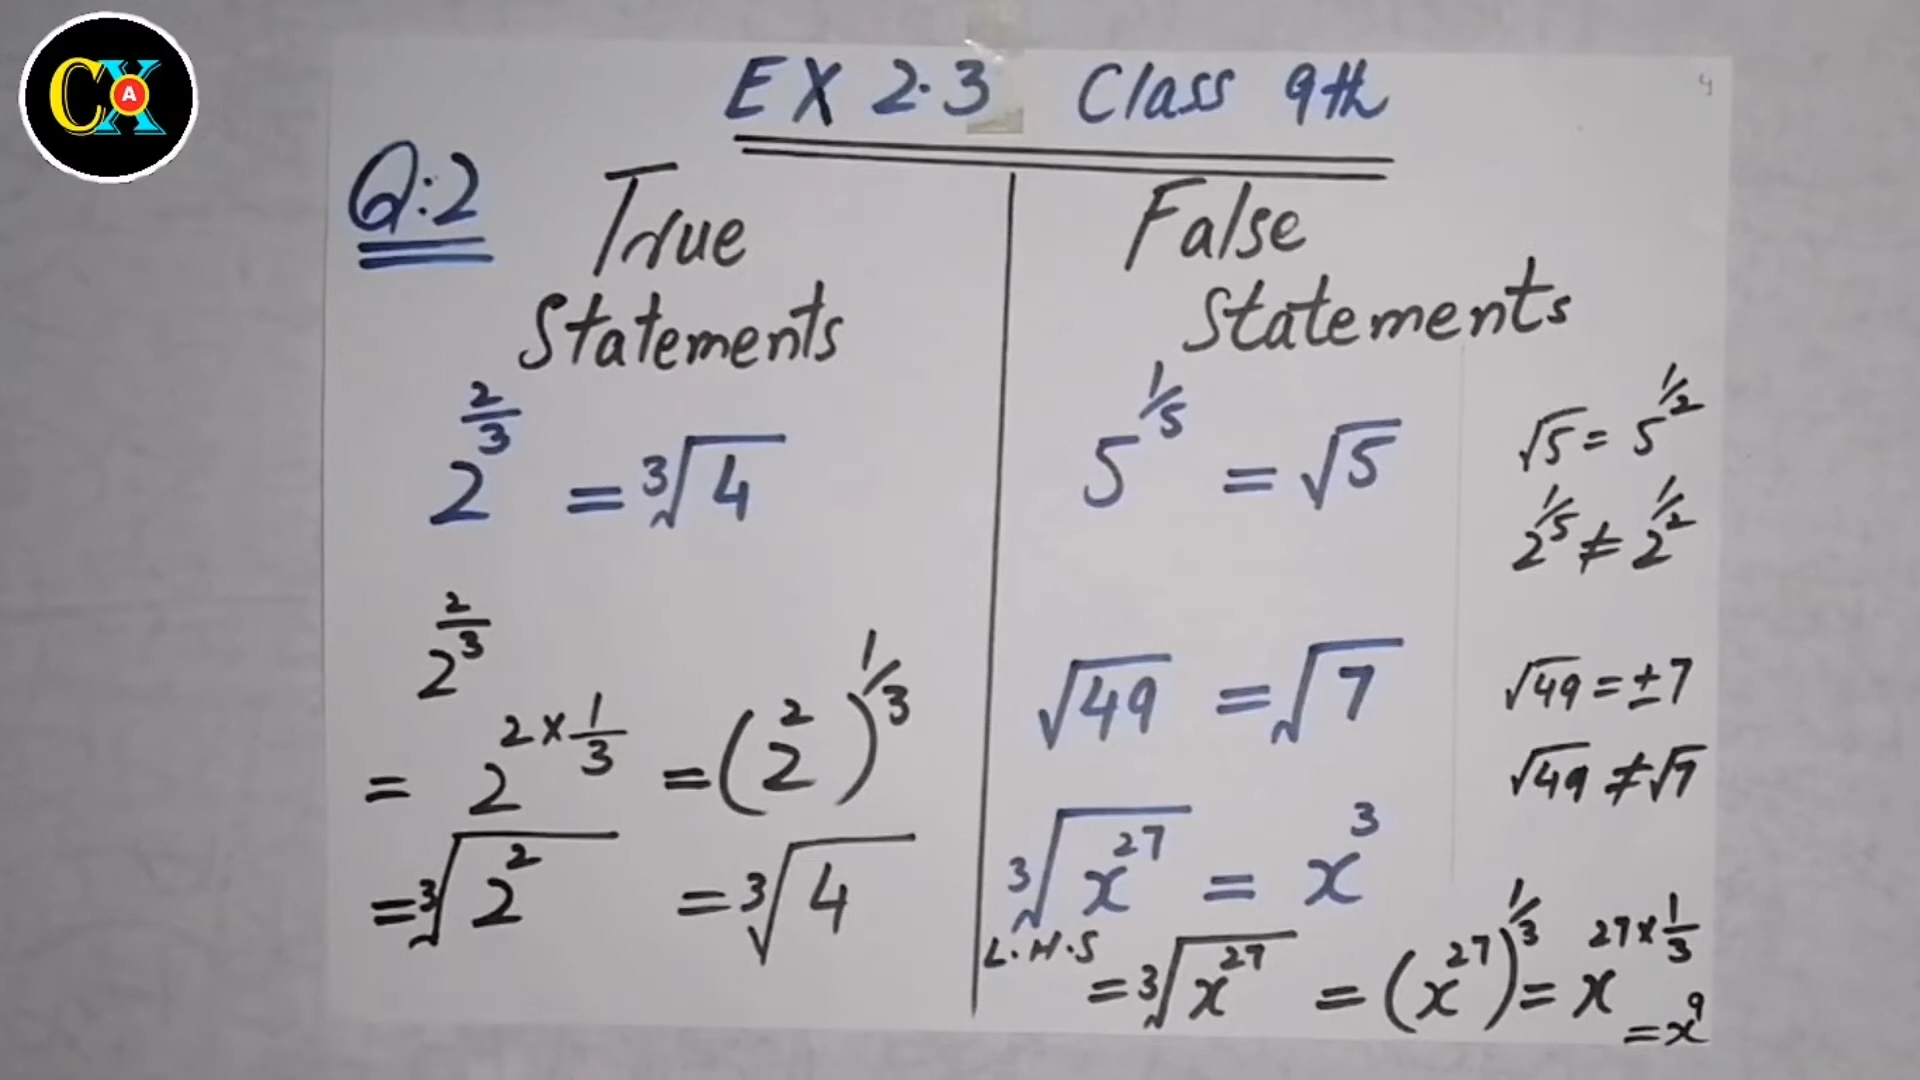 CX
A
EX 2.3 Class 9th
4
Q:2
True
Statements
2^(2/3) = ∛4
2^(2/3)
= 2^(2×1/3) = (2^2)^(1/3)
= ∛(2^2) = ∛4
False
Statements
5^(1/5) = √5
√5 = 5^(1/2)
2^(1/5) ≠ 2^(1/2)
√49 = √7
√49 = ±7
√49 ≠ √7
∛(x^27) = x^3
L.H.S
= ∛(x^27) = (x^27)^(1/3) = x^(27×1/3)
= x^9